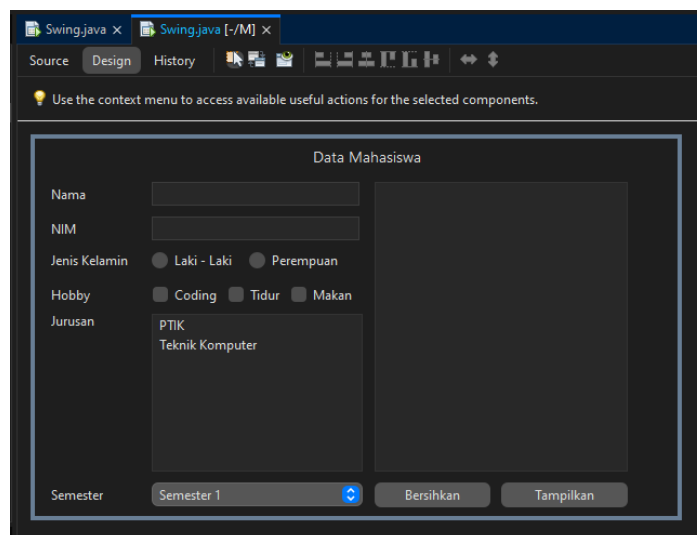 Swing.java × Swing.java [-/M] ×
Source Design History
Use the context menu to access available useful actions for the selected components.
Data Mahasiswa
Nama
NIM
Jenis Kelamin Laki - Laki Perempuan
Hobby Coding Tidur Makan
Jurusan PTIK
Teknik Komputer
Semester Semester 1 Bersihkan Tampilkan